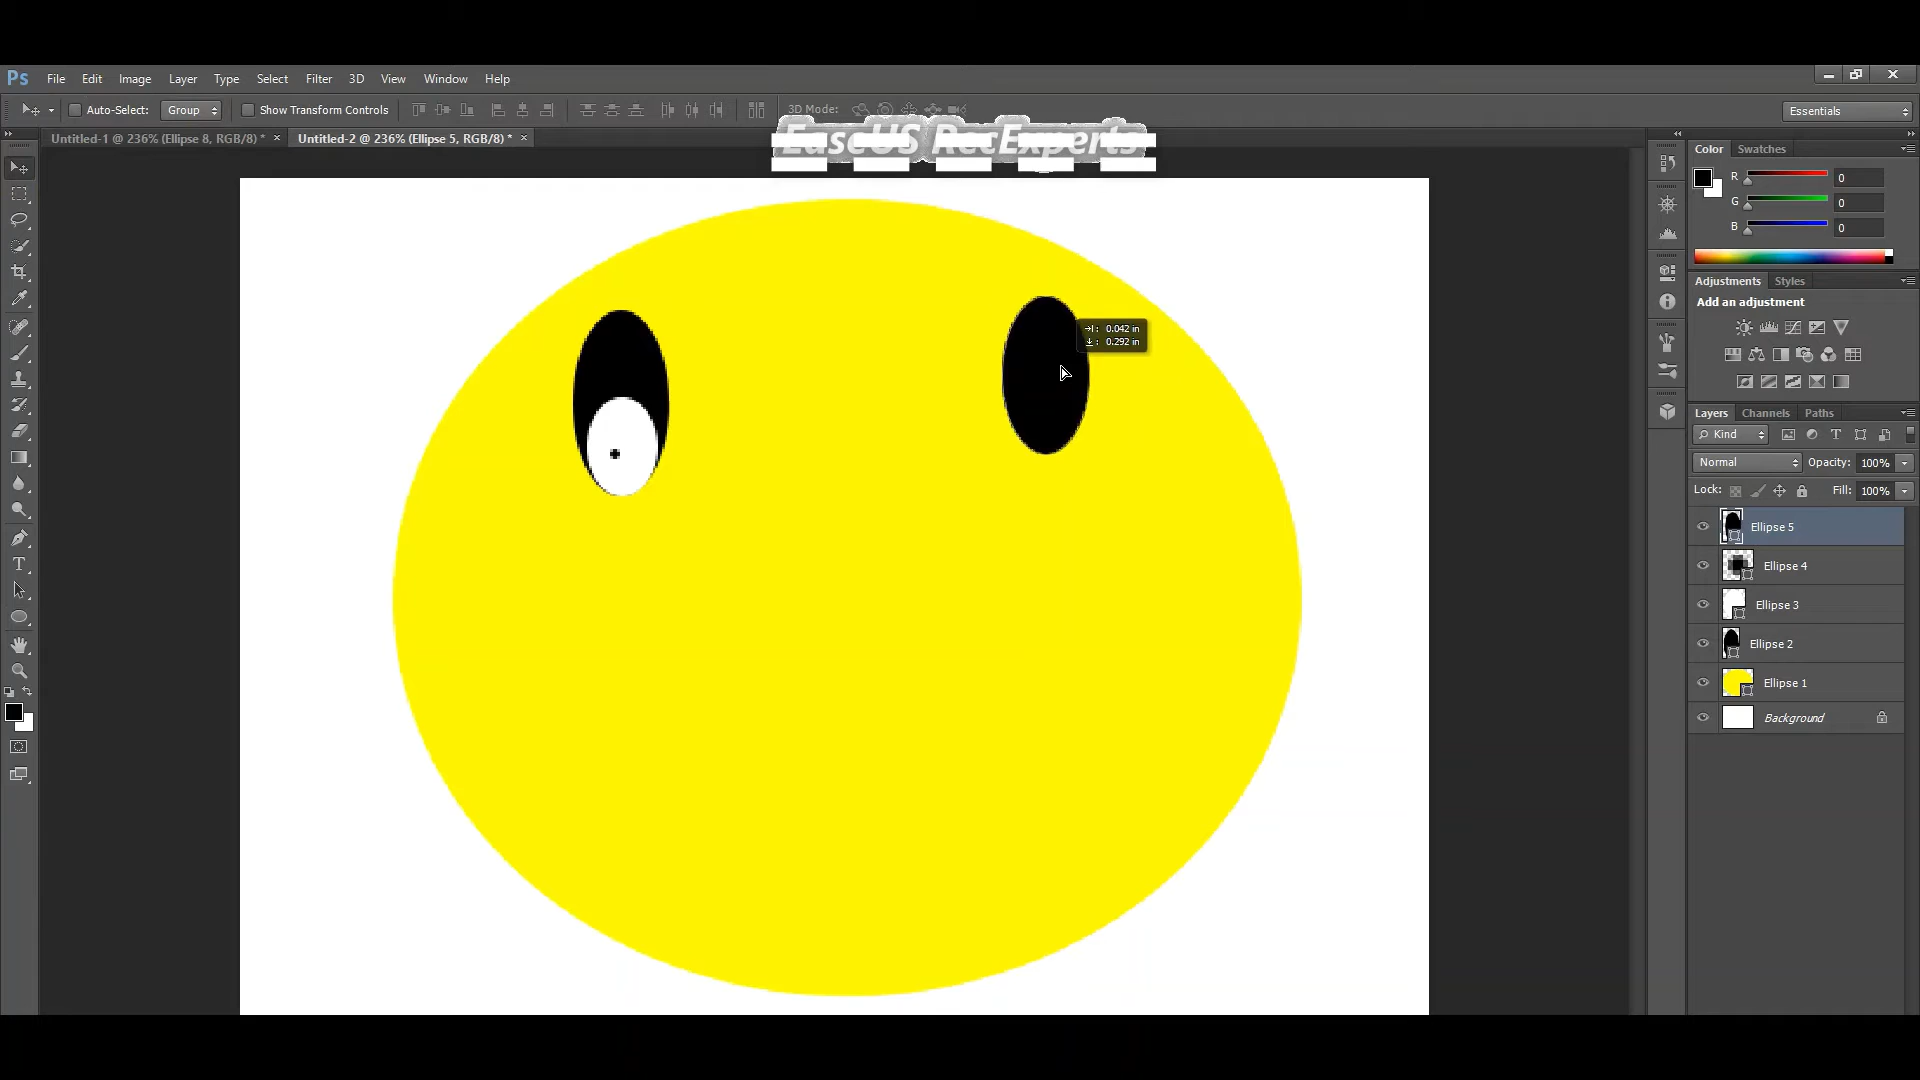 Ps File Edit Image Layer Type Select Filter 3D View Window Help
Auto-Select: Group Show Transform Controls 3D Mode: Essentials
Untitled-1 @ 236% (Ellipse 8, RGB/8) * × Untitled-2 @ 236% (Ellipse 5, RGB/8) * ×
EaseUS RecExperts
Color Swatches
R 0
G 0
B 0
Adjustments Styles
Add an adjustment
→I: 0.042 in
↓: 0.292 in
Layers Channels Paths
Kind
Normal Opacity: 100%
Lock: Fill: 100%
Ellipse 5
Ellipse 4
Ellipse 3
Ellipse 2
Ellipse 1
Background